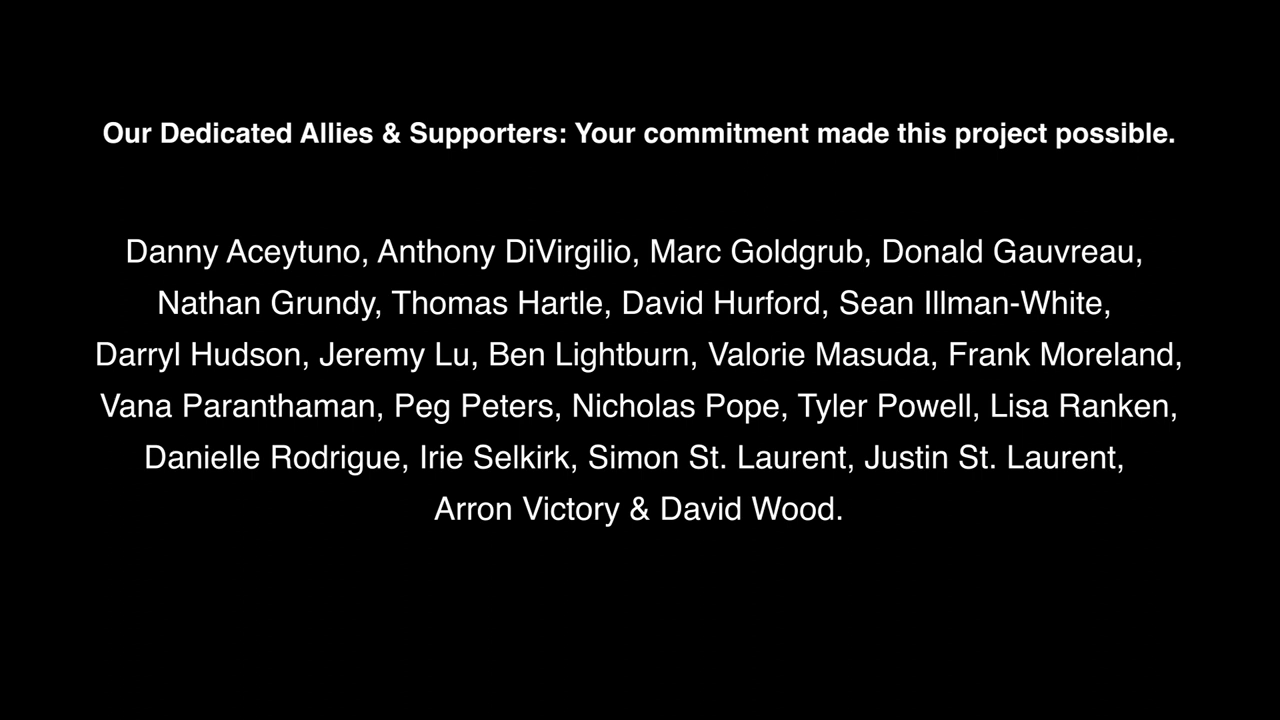 Our Dedicated Allies & Supporters: Your commitment made this project possible.
Danny Aceytuno, Anthony DiVirgilio, Marc Goldgrub, Donald Gauvreau,
Nathan Grundy, Thomas Hartle, David Hurford, Sean Illman-White,
Darryl Hudson, Jeremy Lu, Ben Lightburn, Valorie Masuda, Frank Moreland,
Vana Paranthaman, Peg Peters, Nicholas Pope, Tyler Powell, Lisa Ranken,
Danielle Rodrigue, Irie Selkirk, Simon St. Laurent, Justin St. Laurent,
Arron Victory & David Wood.